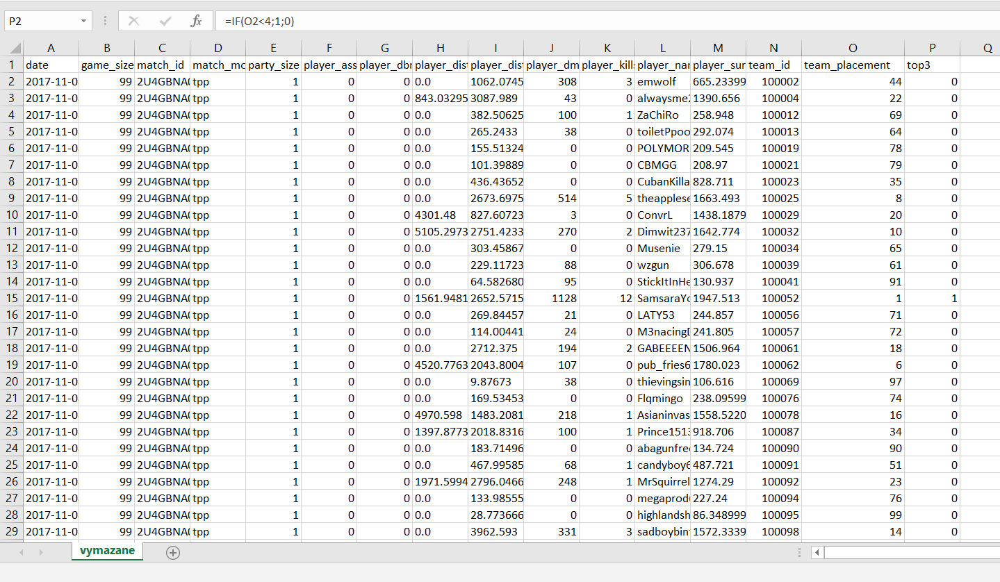 P2 fx =IF(O2<4;1;0)
A B C D E F G H I J K L M N O P Q
1 date game_size match_id match_mo party_size player_ass player_dbn player_dist player_dist player_dm player_kills player_nar player_sur team_id team_placement top3
2 2017-11-0 99 2U4GBNA tpp 1 0 0 0.0 1062.0745 308 3 emwolf 665.23399 100002 44 0
3 2017-11-0 99 2U4GBNA tpp 1 0 0 843.03295 3087.989 43 0 alwaysme2 1390.656 100004 22 0
4 2017-11-0 99 2U4GBNA tpp 1 0 0 0.0 382.50625 100 1 ZaChiRo 258.948 100012 69 0
5 2017-11-0 99 2U4GBNA tpp 1 0 0 0.0 265.2433 38 0 toiletPpoo 292.074 100013 64 0
6 2017-11-0 99 2U4GBNA tpp 1 0 0 0.0 155.51324 0 0 POLYMOR 209.545 100019 78 0
7 2017-11-0 99 2U4GBNA tpp 1 0 0 0.0 101.39889 0 0 CBMGG 208.97 100021 79 0
8 2017-11-0 99 2U4GBNA tpp 1 0 0 0.0 436.43652 0 0 CubanKilla 828.711 100023 35 0
9 2017-11-0 99 2U4GBNA tpp 1 0 0 0.0 2673.6975 514 5 theapplese 1663.493 100025 8 0
10 2017-11-0 99 2U4GBNA tpp 1 0 0 4301.48 827.60723 3 0 ConvrL 1438.1879 100029 20 0
11 2017-11-0 99 2U4GBNA tpp 1 0 0 5105.2973 2751.4233 270 2 Dimwit237 1642.774 100032 10 0
12 2017-11-0 99 2U4GBNA tpp 1 0 0 0.0 303.45867 0 0 Musenie 279.15 100034 65 0
13 2017-11-0 99 2U4GBNA tpp 1 0 0 0.0 229.11723 88 0 wzgun 306.678 100039 61 0
14 2017-11-0 99 2U4GBNA tpp 1 0 0 0.0 64.582680 95 0 StickItInHe 130.937 100041 91 0
15 2017-11-0 99 2U4GBNA tpp 1 0 0 1561.9481 2652.5715 1128 12 SamsaraYo 1947.513 100052 1 1
16 2017-11-0 99 2U4GBNA tpp 1 0 0 0.0 269.84457 21 0 LATY53 244.857 100056 71 0
17 2017-11-0 99 2U4GBNA tpp 1 0 0 0.0 114.00441 24 0 M3nacingD 241.805 100057 72 0
18 2017-11-0 99 2U4GBNA tpp 1 0 0 0.0 2712.375 194 2 GABEEEEN 1506.964 100061 18 0
19 2017-11-0 99 2U4GBNA tpp 1 0 0 4520.7763 2043.8004 107 0 pub_fries6 1780.023 100062 6 0
20 2017-11-0 99 2U4GBNA tpp 1 0 0 0.0 9.87673 38 0 thievingsin 106.616 100069 97 0
21 2017-11-0 99 2U4GBNA tpp 1 0 0 0.0 169.53453 0 0 Flqmingo 238.09599 100076 74 0
22 2017-11-0 99 2U4GBNA tpp 1 0 0 4970.598 1483.2081 218 1 Asianinvas 1558.5220 100078 16 0
23 2017-11-0 99 2U4GBNA tpp 1 0 0 1397.8773 2018.8316 100 1 Prince1513 918.706 100087 34 0
24 2017-11-0 99 2U4GBNA tpp 1 0 0 0.0 183.71496 0 0 abagunfre 134.724 100090 90 0
25 2017-11-0 99 2U4GBNA tpp 1 0 0 0.0 467.99585 68 1 candyboy6 487.721 100091 51 0
26 2017-11-0 99 2U4GBNA tpp 1 0 0 1971.5994 2796.0466 248 1 MrSquirrel 1274.29 100092 23 0
27 2017-11-0 99 2U4GBNA tpp 1 0 0 0.0 133.98555 0 0 megaprod 227.24 100094 76 0
28 2017-11-0 99 2U4GBNA tpp 1 0 0 0.0 28.773666 0 0 highlandsh 86.348999 100095 99 0
29 2017-11-0 99 2U4GBNA tpp 1 0 0 0.0 3962.593 331 3 sadboybin 1572.3339 100098 14 0
vymazane